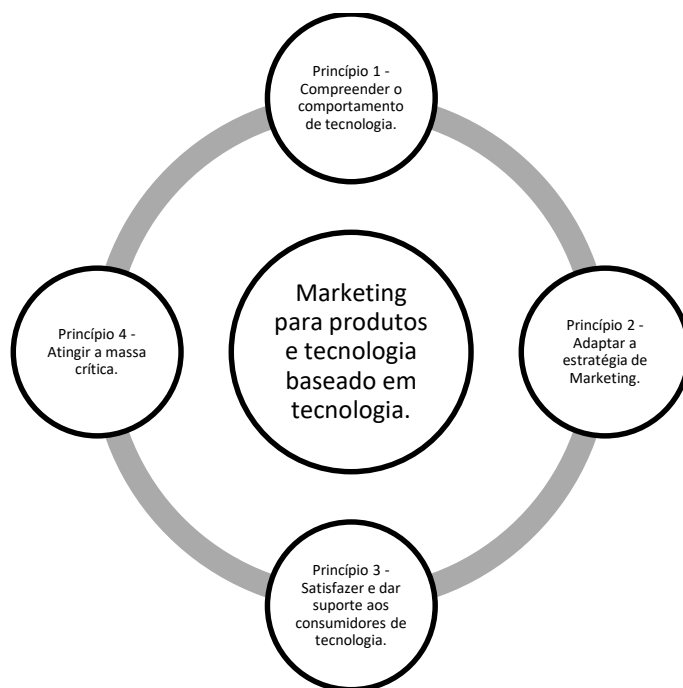 Princípio 1 -
Compreender o
comportamento
de tecnologia.
Marketing
para produtos
e tecnologia
baseado em
tecnologia.
Princípio 4 -
Atingir a massa
crítica.
Princípio 2 -
Adaptar a
estratégia de
Marketing.
Princípio 3 -
Satisfazer e dar
suporte aos
consumidores de
tecnologia.